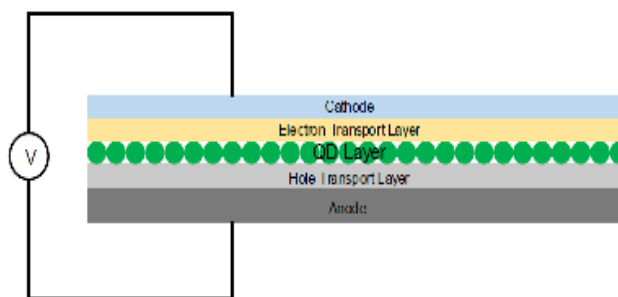 Cathode
Electron Transport Layer
QD Layer
V
Hole Transport Layer
Anode